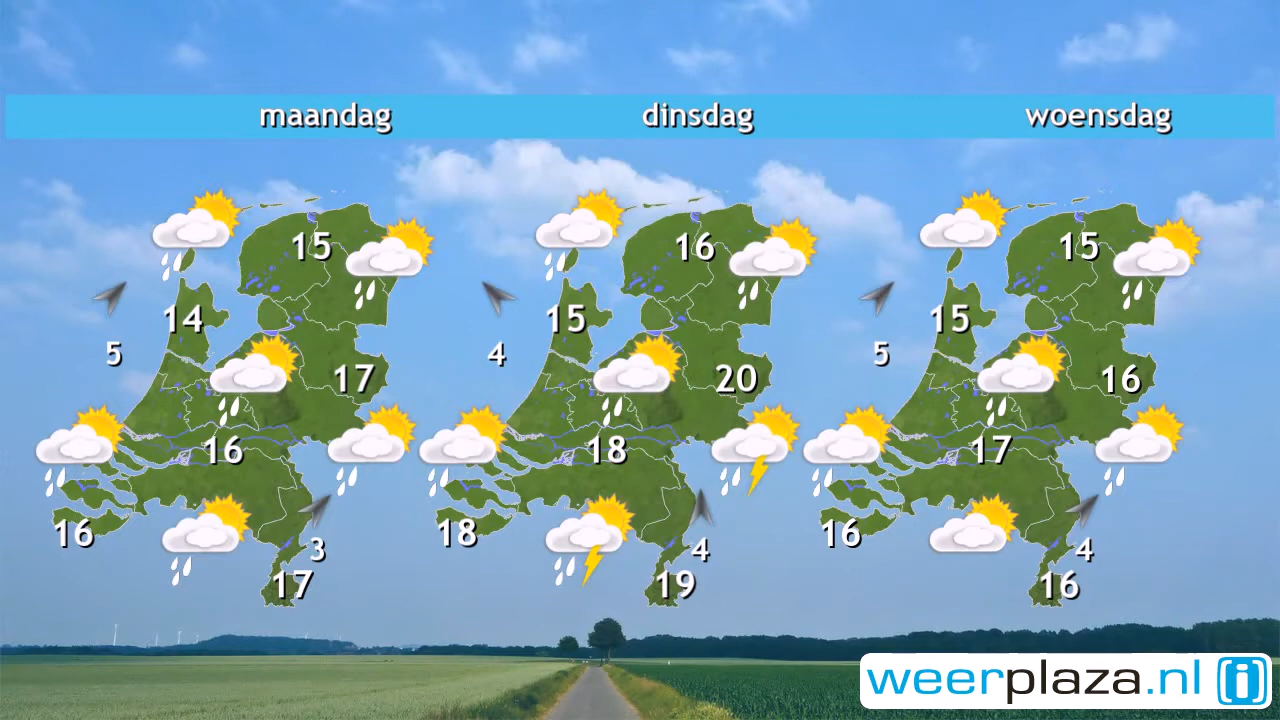 maandag dinsdag woensdag
15 16 15
14 15 15
5 4 5
17 20 16
16 18 17
16 18 16
3 4 4
17 19 16
weerplaza.nl i